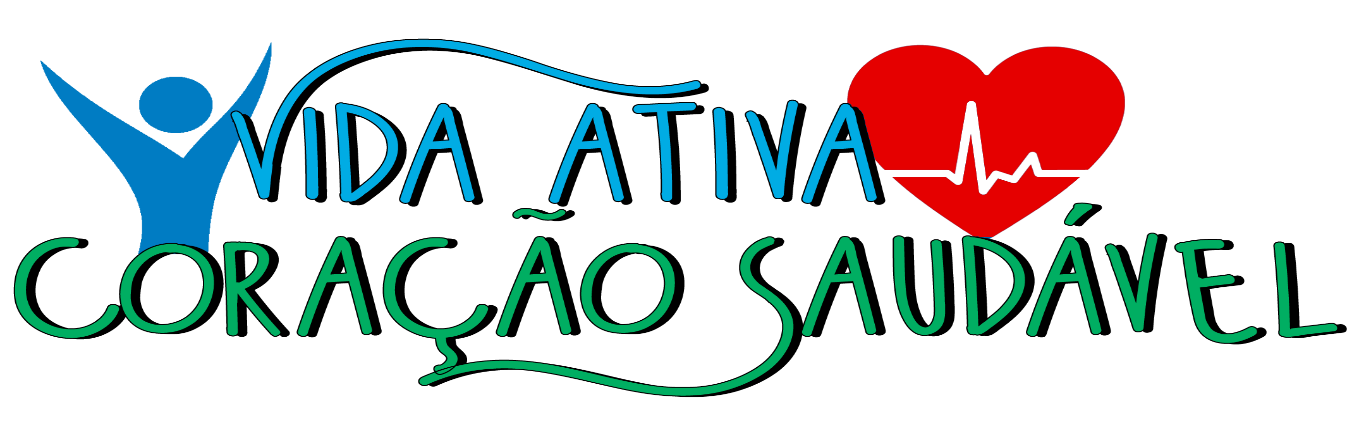 VIDA ATIVA
CORAÇÃO SAUDÁVEL